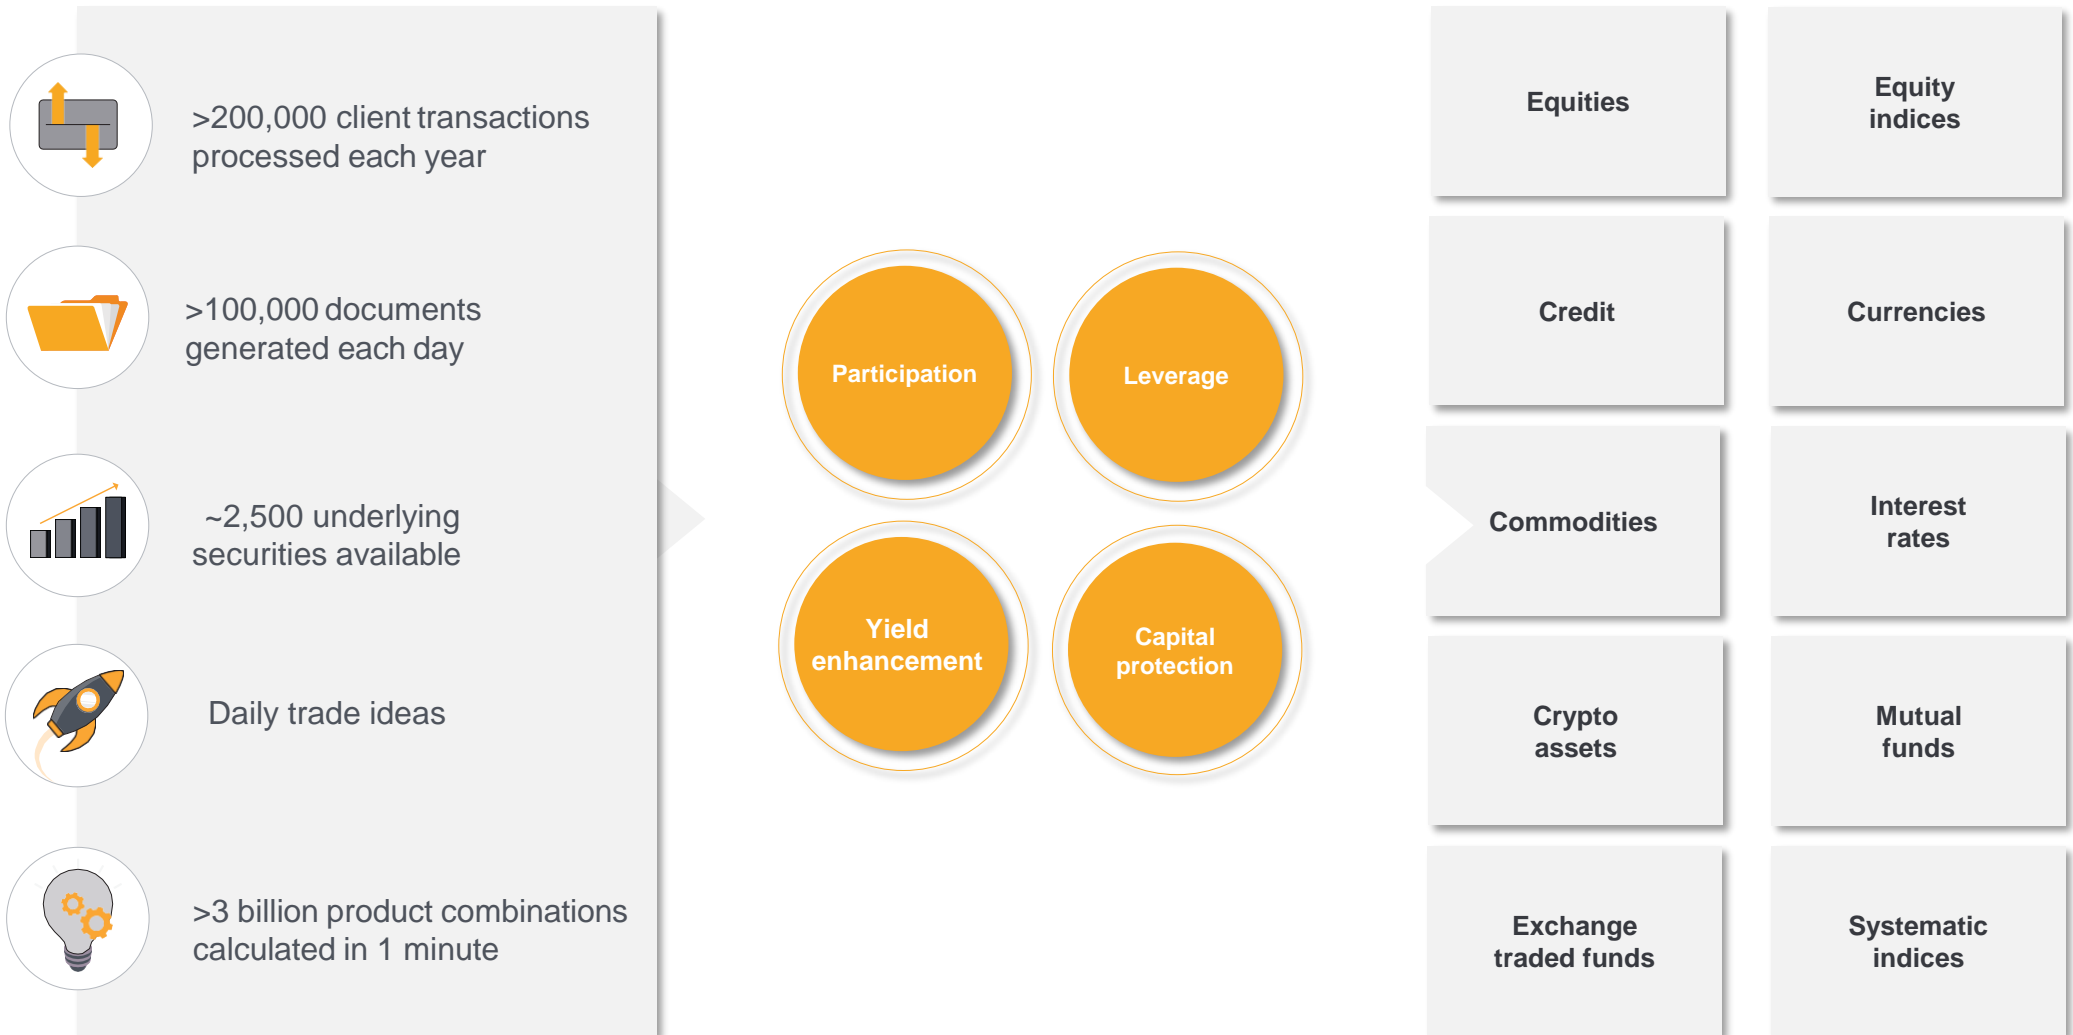 >200,000 client transactions
processed each year
>100,000 documents
generated each day
~2,500 underlying
securities available
Daily trade ideas
>3 billion product combinations
calculated in 1 minute
Participation
Leverage
Yield
enhancement
Capital
protection
Equities
Equity
indices
Credit
Currencies
Commodities
Interest
rates
Crypto
assets
Mutual
funds
Exchange
traded funds
Systematic
indices